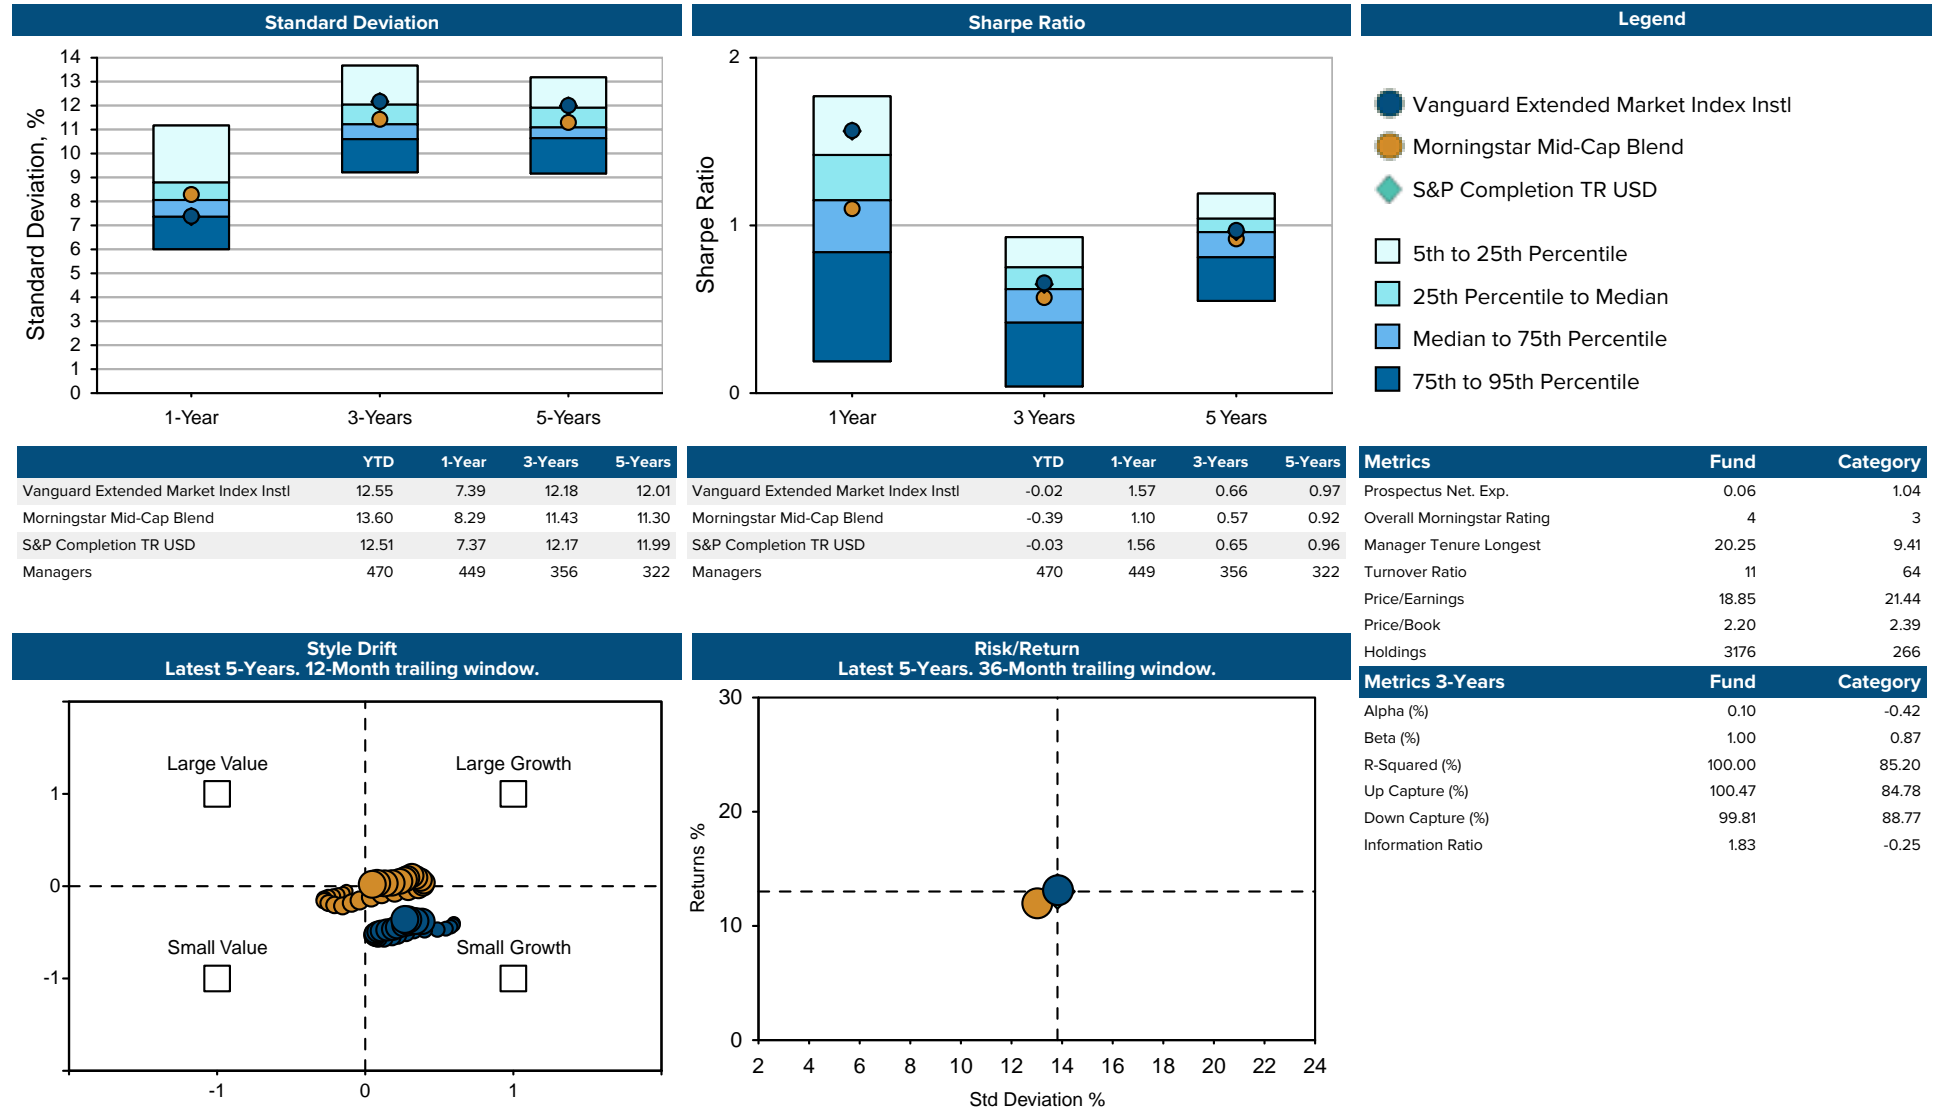 Standard Deviation
14
13
12
11
10
9
8
7
6
5
4
3
2
1
0
Standard Deviation, %
1-Year 3-Years 5-Years
Sharpe Ratio
2
1
0
Sharpe Ratio
1 Year 3 Years 5 Years
Legend
Vanguard Extended Market Index Instl
Morningstar Mid-Cap Blend
S&P Completion TR USD
5th to 25th Percentile
25th Percentile to Median
Median to 75th Percentile
75th to 95th Percentile
YTD 1-Year 3-Years 5-Years
Vanguard Extended Market Index Instl 12.55 7.39 12.18 12.01
Morningstar Mid-Cap Blend 13.60 8.29 11.43 11.30
S&P Completion TR USD 12.51 7.37 12.17 11.99
Managers 470 449 356 322
YTD 1-Year 3-Years 5-Years
Vanguard Extended Market Index Instl -0.02 1.57 0.66 0.97
Morningstar Mid-Cap Blend -0.39 1.10 0.57 0.92
S&P Completion TR USD -0.03 1.56 0.65 0.96
Managers 470 449 356 322
Metrics Fund Category
Prospectus Net. Exp. 0.06 1.04
Overall Morningstar Rating 4 3
Manager Tenure Longest 20.25 9.41
Turnover Ratio 11 64
Price/Earnings 18.85 21.44
Price/Book 2.20 2.39
Holdings 3176 266
Metrics 3-Years Fund Category
Alpha (%) 0.10 -0.42
Beta (%) 1.00 0.87
R-Squared (%) 100.00 85.20
Up Capture (%) 100.47 84.78
Down Capture (%) 99.81 88.77
Information Ratio 1.83 -0.25
Style Drift
Latest 5-Years. 12-Month trailing window.
Large Value Large Growth
1
0
Small Value Small Growth
-1
-1 0 1
Risk/Return
Latest 5-Years. 36-Month trailing window.
30
20
10
0
Returns %
2 4 6 8 10 12 14 16 18 20 22 24
Std Deviation %